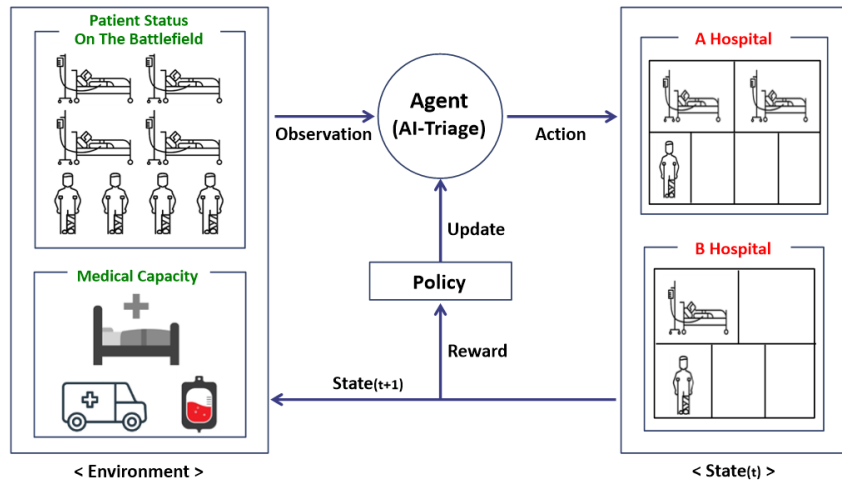 Patient Status
On The Battlefield
Medical Capacity
< Environment >
Observation
Agent
(AI-Triage)
Action
Update
Policy
Reward
State(t+1)
A Hospital
B Hospital
< State(t) >